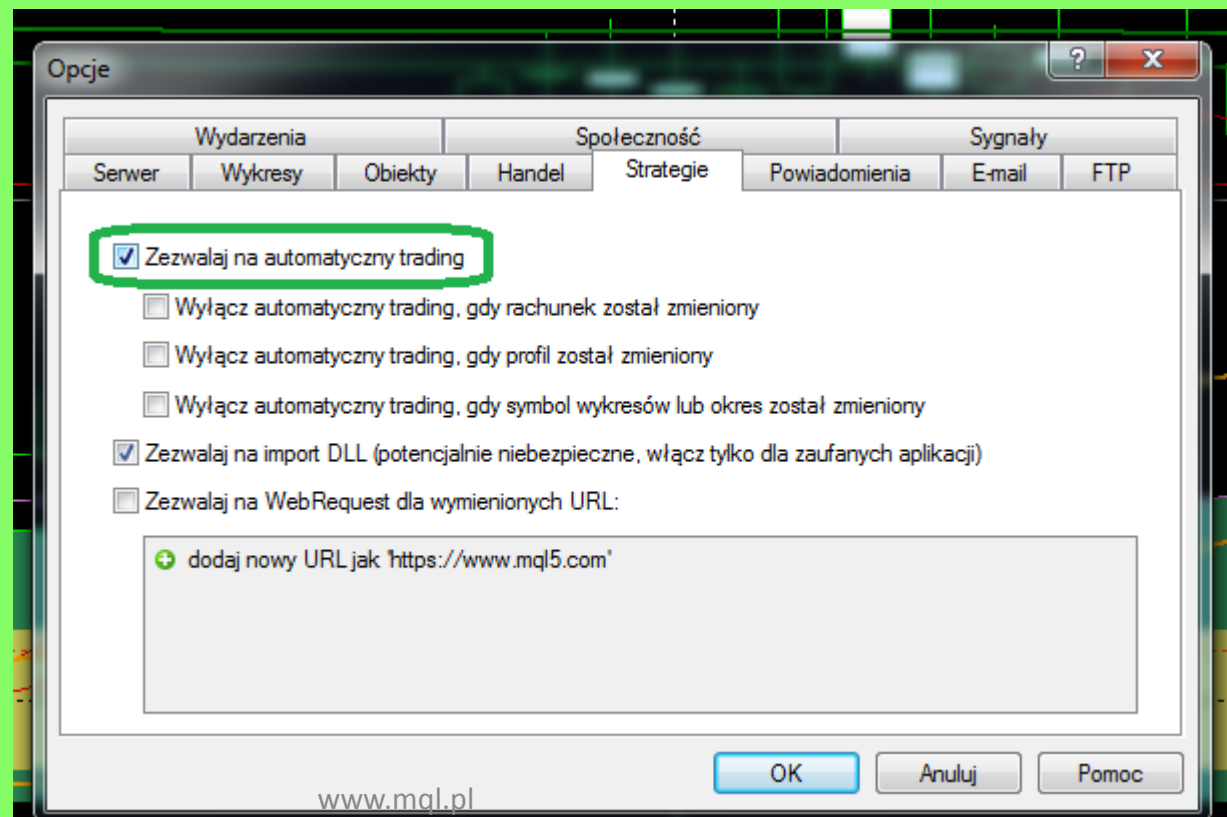 Opcje
Wydarzenia Społeczność Sygnały
Serwer Wykresy Obiekty Handel Strategie Powiadomienia E-mail FTP
Zezwalaj na automatyczny trading
Wyłącz automatyczny trading, gdy rachunek został zmieniony
Wyłącz automatyczny trading, gdy profil został zmieniony
Wyłącz automatyczny trading, gdy symbol wykresów lub okres został zmieniony
Zezwalaj na import DLL (potencjalnie niebezpieczne, włącz tylko dla zaufanych aplikacji)
Zezwalaj na WebRequest dla wymienionych URL:
dodaj nowy URL jak 'https://www.mql5.com'
OK Anuluj Pomoc
www.mql.pl